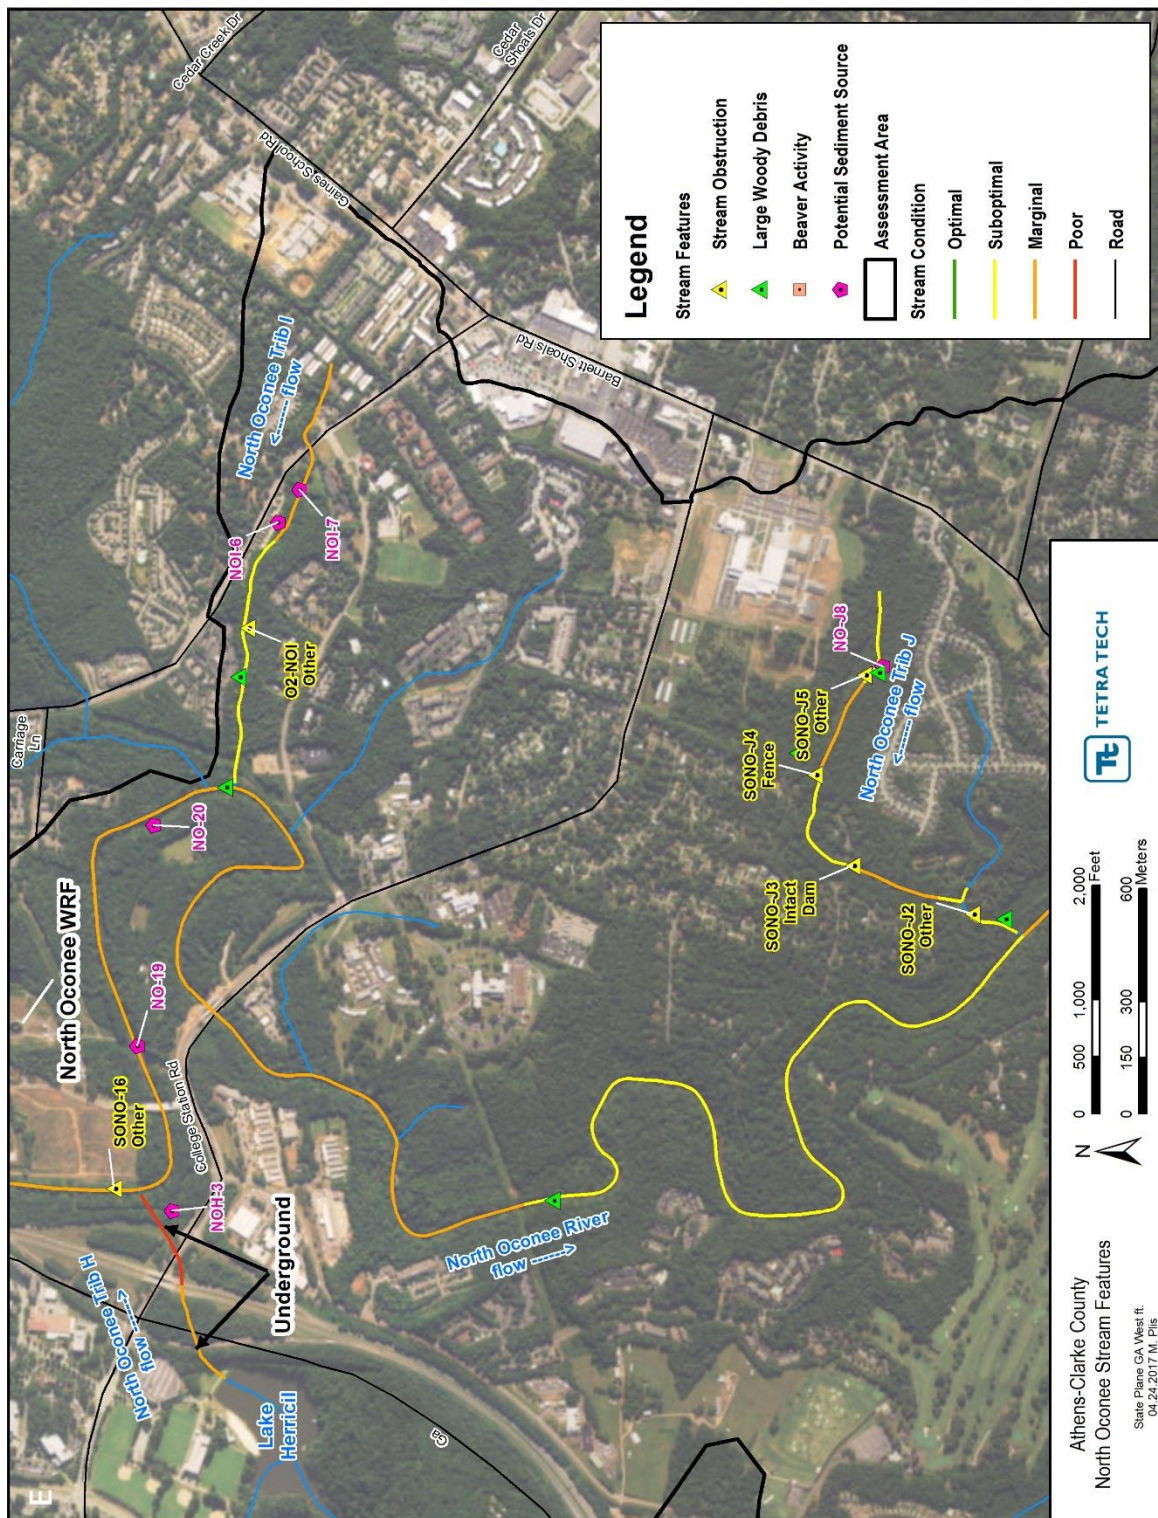 E
Cedar Creek Dr
Cedar
Shoals Dr
Gaines School Rd
Barnett Shoals Rd
Carriage
Ln
College Station Rd
Ga
North Oconee WRF
North Oconee Trib H
flow ------>
Lake
Herricil
Underground
NOH-3
SONO-16
Other
NO-19
NO-20
O2-NOI
Other
NOI-6
NOI-7
North Oconee Trib I
<------ flow
North Oconee River
flow ------>
SONO-J2
Other
SONO-J3
Intact
Dam
SONO-J4
Fence
SONO-J5
Other
NO-J8
North Oconee Trib J
<------ flow
Legend
Stream Features
Stream Obstruction
Large Woody Debris
Beaver Activity
Potential Sediment Source
Assessment Area
Stream Condition
Optimal
Suboptimal
Marginal
Poor
Road
Athens-Clarke County
North Oconee Stream Features
State Plane GA West ft.
04.24.2017 M. Plis
N
0 500 1,000 2,000
Feet
0 150 300 600
Meters
Tt
TETRA TECH